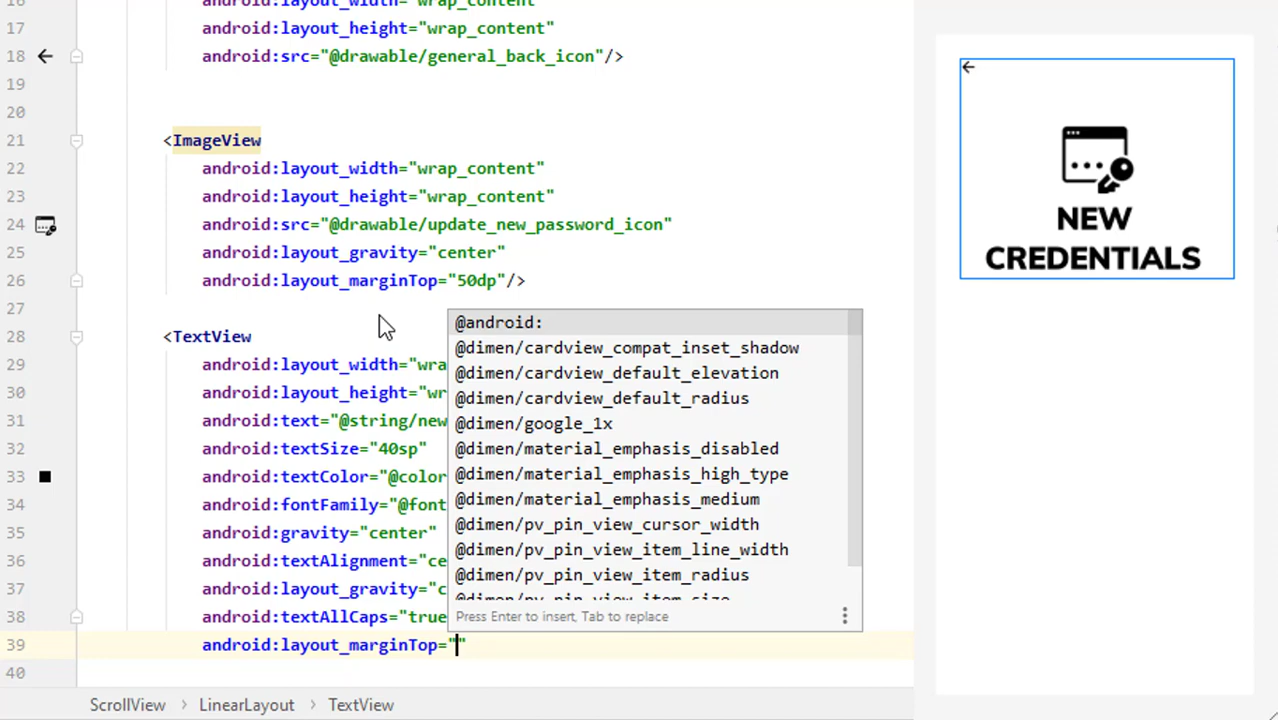 16 android:layout_width="wrap_content"
17 android:layout_height="wrap_content"
18 android:src="@drawable/general_back_icon"/>
19
20
21 <ImageView
22 android:layout_width="wrap_content"
23 android:layout_height="wrap_content"
24 android:src="@drawable/update_new_password_icon"
25 android:layout_gravity="center"
26 android:layout_marginTop="50dp"/>
27
28 <TextView
29 android:layout_width="wra
30 android:layout_height="wr
31 android:text="@string/new
32 android:textSize="40sp"
33 android:textColor="@color
34 android:fontFamily="@font
35 android:gravity="center"
36 android:textAlignment="ce
37 android:layout_gravity="c
38 android:textAllCaps="true
39 android:layout_marginTop=""
40
@android:
@dimen/cardview_compat_inset_shadow
@dimen/cardview_default_elevation
@dimen/cardview_default_radius
@dimen/google_1x
@dimen/material_emphasis_disabled
@dimen/material_emphasis_high_type
@dimen/material_emphasis_medium
@dimen/pv_pin_view_cursor_width
@dimen/pv_pin_view_item_line_width
@dimen/pv_pin_view_item_radius
@dimen/pv_pin_view_item_size
Press Enter to insert, Tab to replace
ScrollView › LinearLayout › TextView
NEW
CREDENTIALS